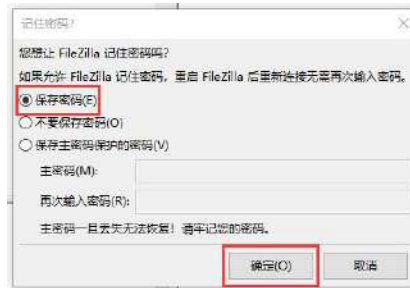 记住密码?
您想让 FileZilla 记住密码吗?
如果允许 FileZilla 记住密码，重启 FileZilla 后重新连接无需再次输入密码。
保存密码(E)
不要保存密码(O)
保存主密码保护的密码(V)
主密码(M):
再次输入密码(R):
主密码一旦丢失无法恢复！请牢记您的密码。
确定(O)
取消